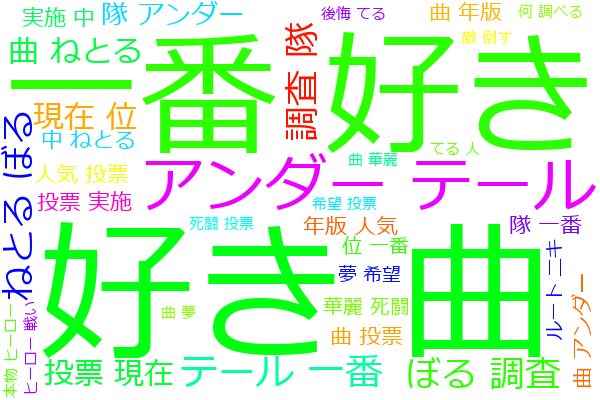 実施 中
隊 アンダー
後悔 てる
曲 年版
何 調べる
敵 倒す
曲 ねとる
一番 好き
調査 隊
現在 位
中 ねとる
ねとる ぼる
人気 投票
アンダー テール
曲 華麗
てる 人
投票 実施
希望 投票
死闘 投票
年版 人気
隊 一番
好き 曲
位 一番
夢 希望
ルート ニキ
曲 アンダー
本物 ヒーロー
ヒーロー 戦い
曲 夢
華麗 死闘
曲 投票
投票 現在
テール 一番
ぼる 調査